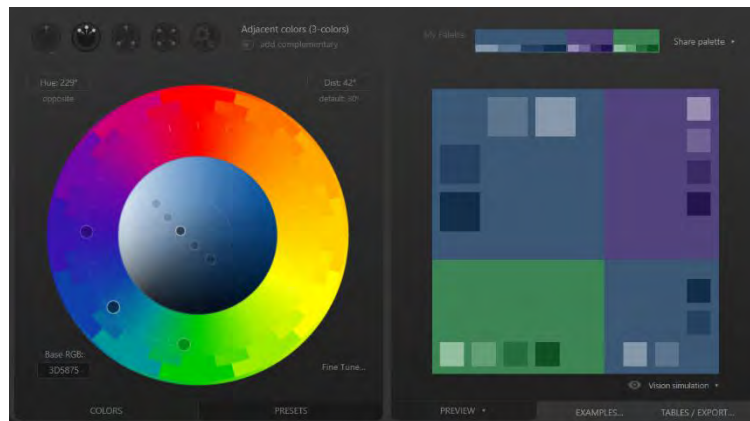 Adjacent colors (3-colors)
add complementary
My Palette
Share palette
Hue: 229°
opposite
Dist: 42°
default: 30°
Base RGB:
3D5875
Fine Tune...
COLORS
PRESETS
Vision simulation
PREVIEW
EXAMPLES...
TABLES / EXPORT...